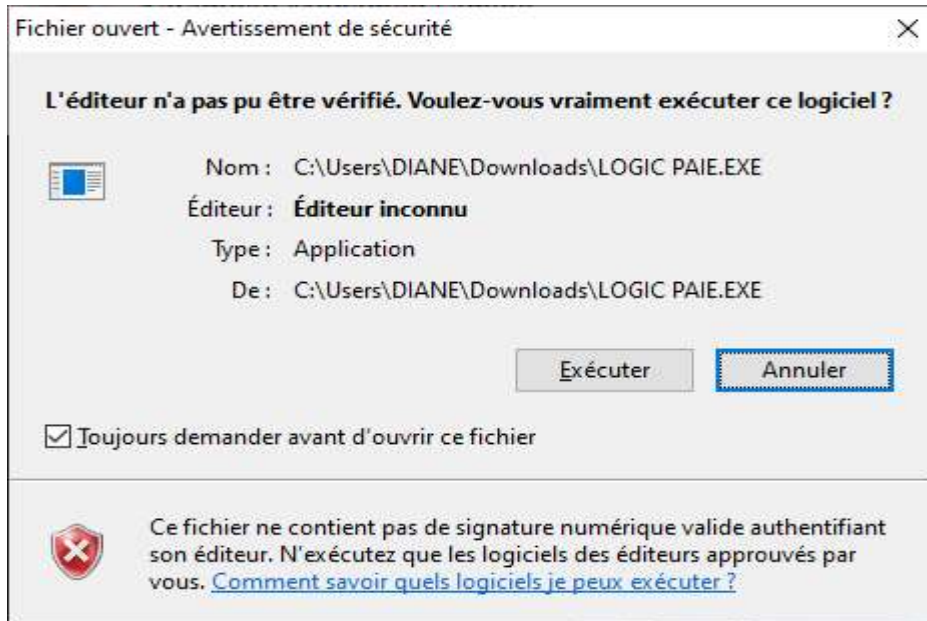 Fichier ouvert - Avertissement de sécurité
L'éditeur n'a pas pu être vérifié. Voulez-vous vraiment exécuter ce logiciel ?
Nom : C:\Users\DIANE\Downloads\LOGIC PAIE.EXE
Éditeur : Éditeur inconnu
Type : Application
De : C:\Users\DIANE\Downloads\LOGIC PAIE.EXE
Exécuter Annuler
Toujours demander avant d'ouvrir ce fichier
Ce fichier ne contient pas de signature numérique valide authentifiant
son éditeur. N'exécutez que les logiciels des éditeurs approuvés par
vous. Comment savoir quels logiciels je peux exécuter ?